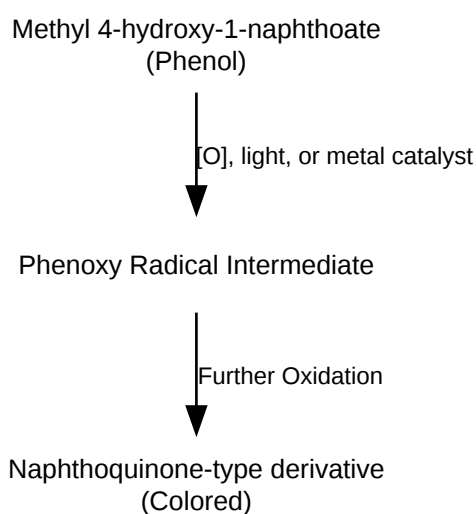 Methyl 4-hydroxy-1-naphthoate
(Phenol)
[O], light, or metal catalyst
Phenoxy Radical Intermediate
Further Oxidation
Naphthoquinone-type derivative
(Colored)